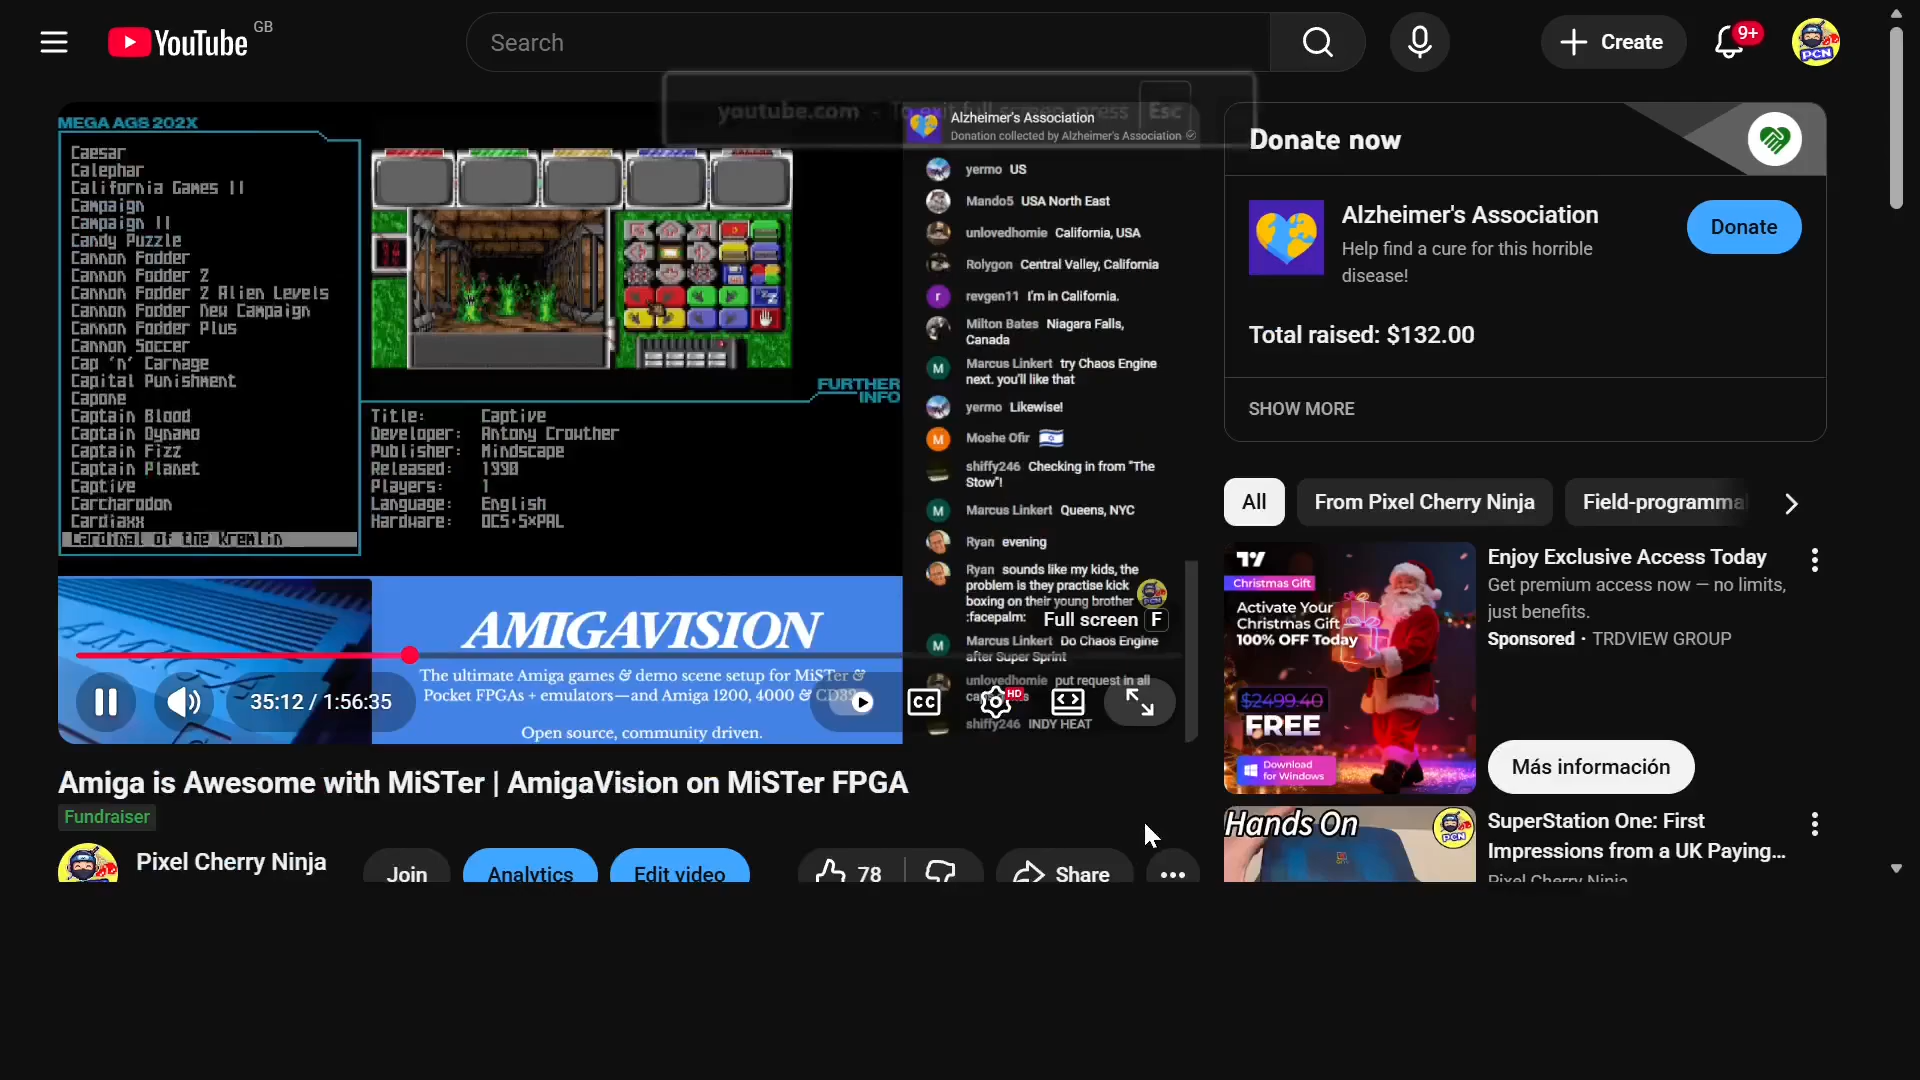 YouTube
GB
Search
Create
9+
youtube.com - To exit full screen, press Esc
MEGA AGS 202X
Caesar
Calephar
California Games II
Campaign
Campaign II
Candy Puzzle
Cannon Fodder
Cannon Fodder 2
Cannon Fodder 2 Alien Levels
Cannon Fodder New Campaign
Cannon Fodder Plus
Cannon Soccer
Cap 'n' Carnage
Capital Punishment
Capone
Captain Blood
Captain Dynamo
Captain Fizz
Captain Planet
Captive
Carcharodon
Cardiaxx
Cardinal of the Kremlin
FURTHER
INFO
Title: Captive
Developer: Antony Crowther
Publisher: Mindscape
Released: 1990
Players: 1
Language: English
Hardware: OCS·5×PAL
AMIGAVISION
The ultimate Amiga games & demo scene setup for MiSTer &
Pocket FPGAs + emulators—and Amiga 1200, 4000 & CD32.
Open source, community driven.
35:12 / 1:56:35
Alzheimer's Association
Donation collected by Alzheimer's Association
yermo US
Mando5 USA North East
unlovedhomie California, USA
Rolygon Central Valley, California
revgen11 I'm in California.
Milton Bates Niagara Falls,
Canada
Marcus Linkert try Chaos Engine
next. you'll like that
yermo Likewise!
Moshe Ofir
shiffy246 Checking in from "The
Stow"!
Marcus Linkert Queens, NYC
Ryan evening
Ryan sounds like my kids, the
problem is they practise kick
boxing on their young brother
:facepalm:
Full screen F
Marcus Linkert Do Chaos Engine
after Super Sprint
unlovedhomie put request in all
shiffy246 INDY HEAT
CC
HD
Amiga is Awesome with MiSTer | AmigaVision on MiSTer FPGA
Fundraiser
Pixel Cherry Ninja
Join
Analytics
Edit video
78
Share
Donate now
Alzheimer's Association
Help find a cure for this horrible
disease!
Donate
Total raised: $132.00
SHOW MORE
All
From Pixel Cherry Ninja
Field-programma
Christmas Gift
Activate Your
Christmas Gift
100% OFF Today
$2499.40
FREE
Download
for Windows
Enjoy Exclusive Access Today
Get premium access now — no limits,
just benefits.
Sponsored · TRDVIEW GROUP
Más información
Hands On
PCN
SuperStation One: First
Impressions from a UK Paying...
Pixel Cherry Ninja